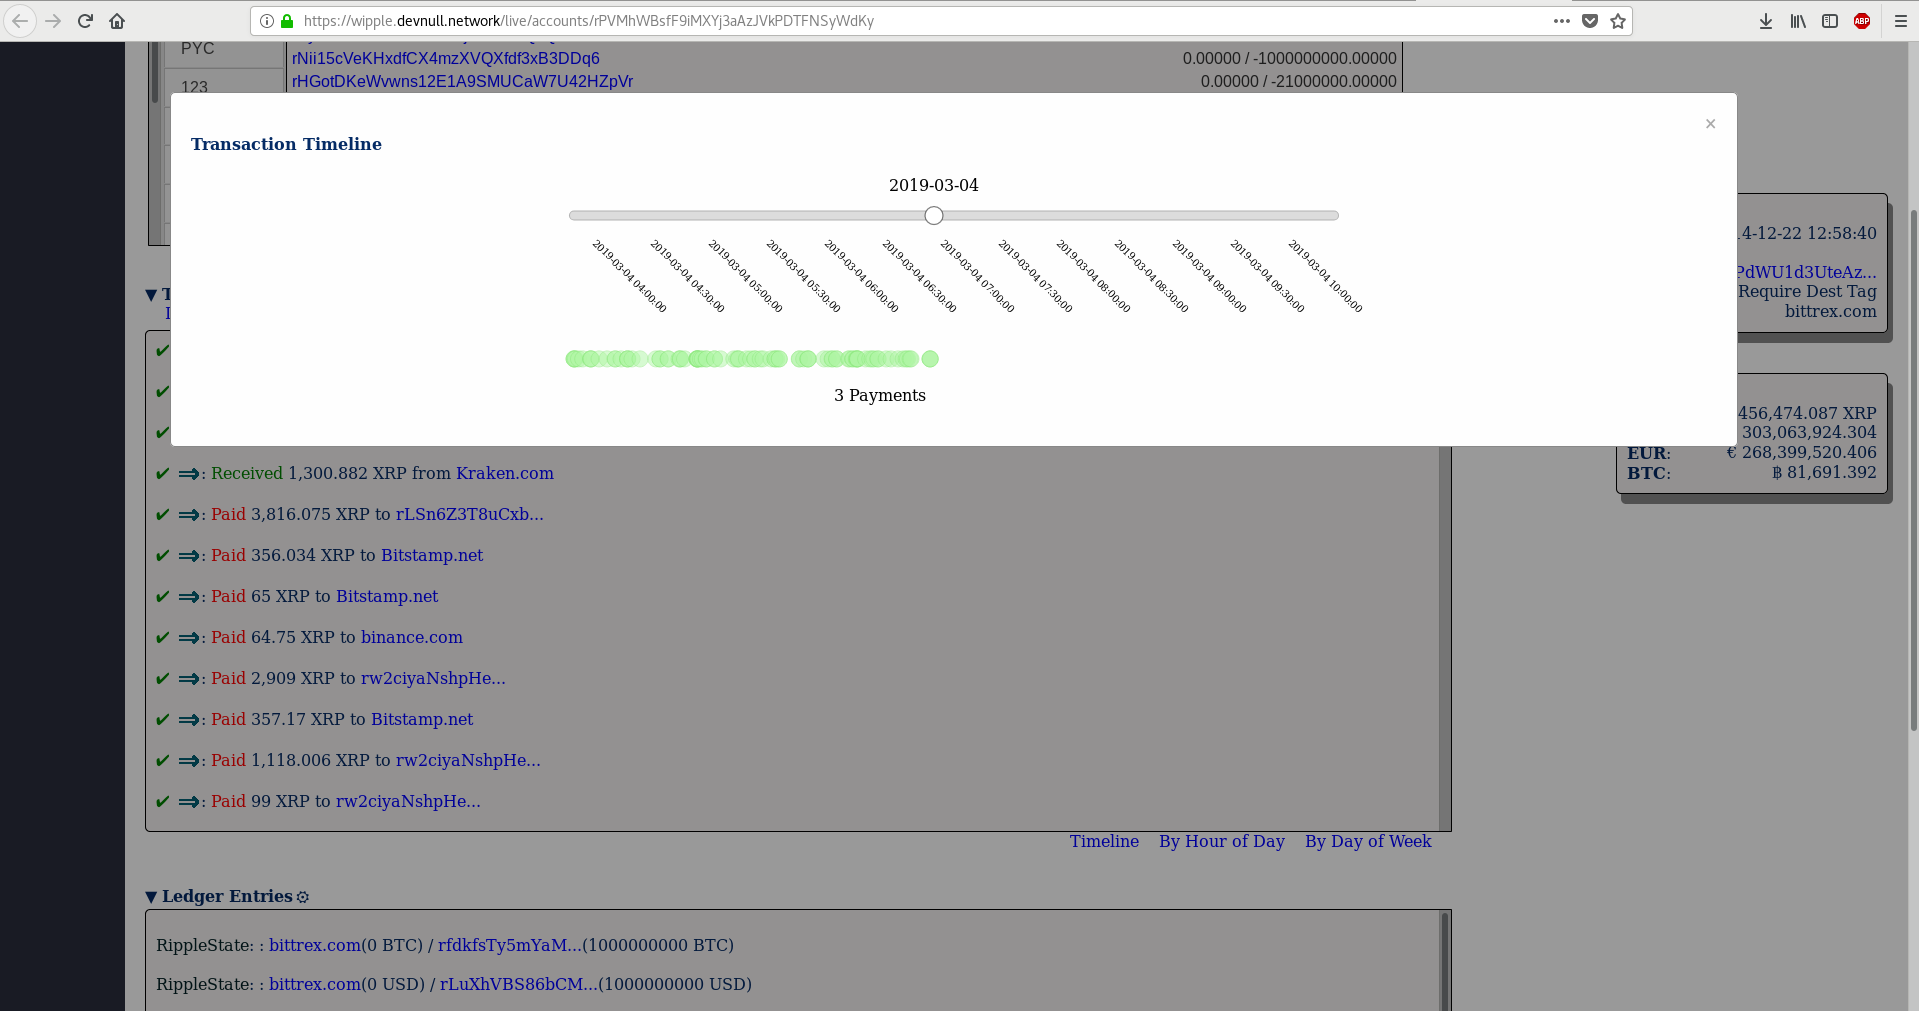 https://wipple.devnull.network/live/accounts/rPVMhWBsfF9iMXYj3aAzJVkPDTFNSyWdKy
ABP
PYC
rNii15cVeKHxdfCX4mzXVQXfdf3xB3DDq6 0.00000 / -1000000000.00000
123
rHGotDKeWvwns12E1A9SMUCaW7U42HZpVr 0.00000 / -21000000.00000
×
Transaction Timeline
2019-03-04
2019-03-04 04:00:00
2019-03-04 04:30:00
2019-03-04 05:00:00
2019-03-04 05:30:00
2019-03-04 06:00:00
2019-03-04 06:30:00
2019-03-04 07:00:00
2019-03-04 07:30:00
2019-03-04 08:00:00
2019-03-04 08:30:00
2019-03-04 09:00:00
2019-03-04 09:30:00
2019-03-04 10:00:00
3 Payments
4-12-22 12:58:40
PdWU1d3UteAz...
Require Dest Tag
bittrex.com
456,474.087 XRP
303,063,924.304
EUR: € 268,399,520.406
BTC: ฿ 81,691.392
✔ ⇒: Received 1,300.882 XRP from Kraken.com
✔ ⇒: Paid 3,816.075 XRP to rLSn6Z3T8uCxb...
✔ ⇒: Paid 356.034 XRP to Bitstamp.net
✔ ⇒: Paid 65 XRP to Bitstamp.net
✔ ⇒: Paid 64.75 XRP to binance.com
✔ ⇒: Paid 2,909 XRP to rw2ciyaNshpHe...
✔ ⇒: Paid 357.17 XRP to Bitstamp.net
✔ ⇒: Paid 1,118.006 XRP to rw2ciyaNshpHe...
✔ ⇒: Paid 99 XRP to rw2ciyaNshpHe...
Timeline By Hour of Day By Day of Week
▼ Ledger Entries
RippleState: : bittrex.com(0 BTC) / rfdkfsTy5mYaM...(1000000000 BTC)
RippleState: : bittrex.com(0 USD) / rLuXhVBS86bCM...(1000000000 USD)